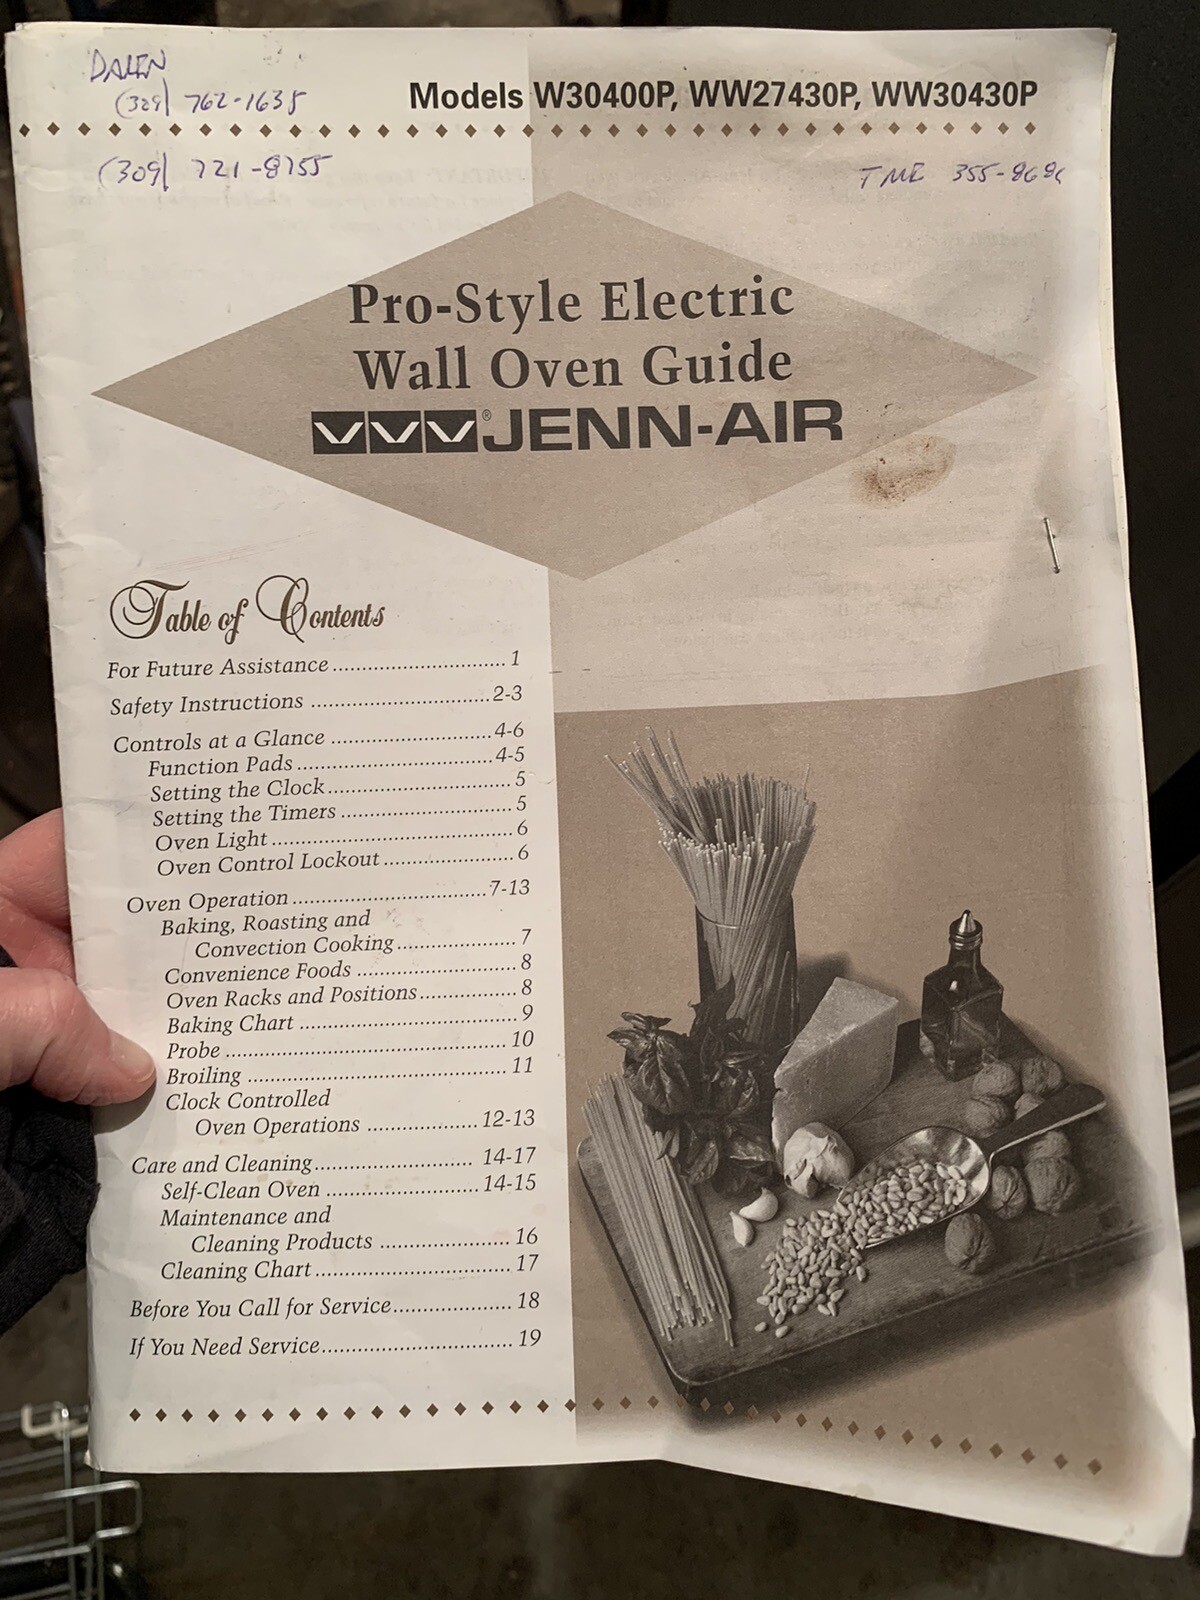 DALEN
762-1635
Models W30400P, WW27430P, WW30430P
(309) 721-8755
355-
Pro-Style Electric
Wall Oven Guide
® JENN-AIR
Table of Contents
For Future Assistance ............................. 1
Safety Instructions ..............................2-3
Controls at a Glance ...........................4-6
Function Pads.................................4-5
Setting the Clock............................... 5
Setting the Timers ............................. 5
Oven Light ........................................ 6
Oven Control Lockout ...................... 6
Oven Operation .................................7-13
Baking, Roasting and
Convection Cooking.................... 7
Convenience Foods ........................... 8
Oven Racks and Positions................ 8
Baking Chart .................................... 9
Probe .............................................. 10
Broiling ........................................... 11
Clock Controlled
Oven Operations ................... 12-13
Care and Cleaning.......................... 14-17
Self-Clean Oven ..........................14-15
Maintenance and
Cleaning Products ...................... 16
Cleaning Chart................................. 17
Before You Call for Service.................... 18
If You Need Service................................ 19